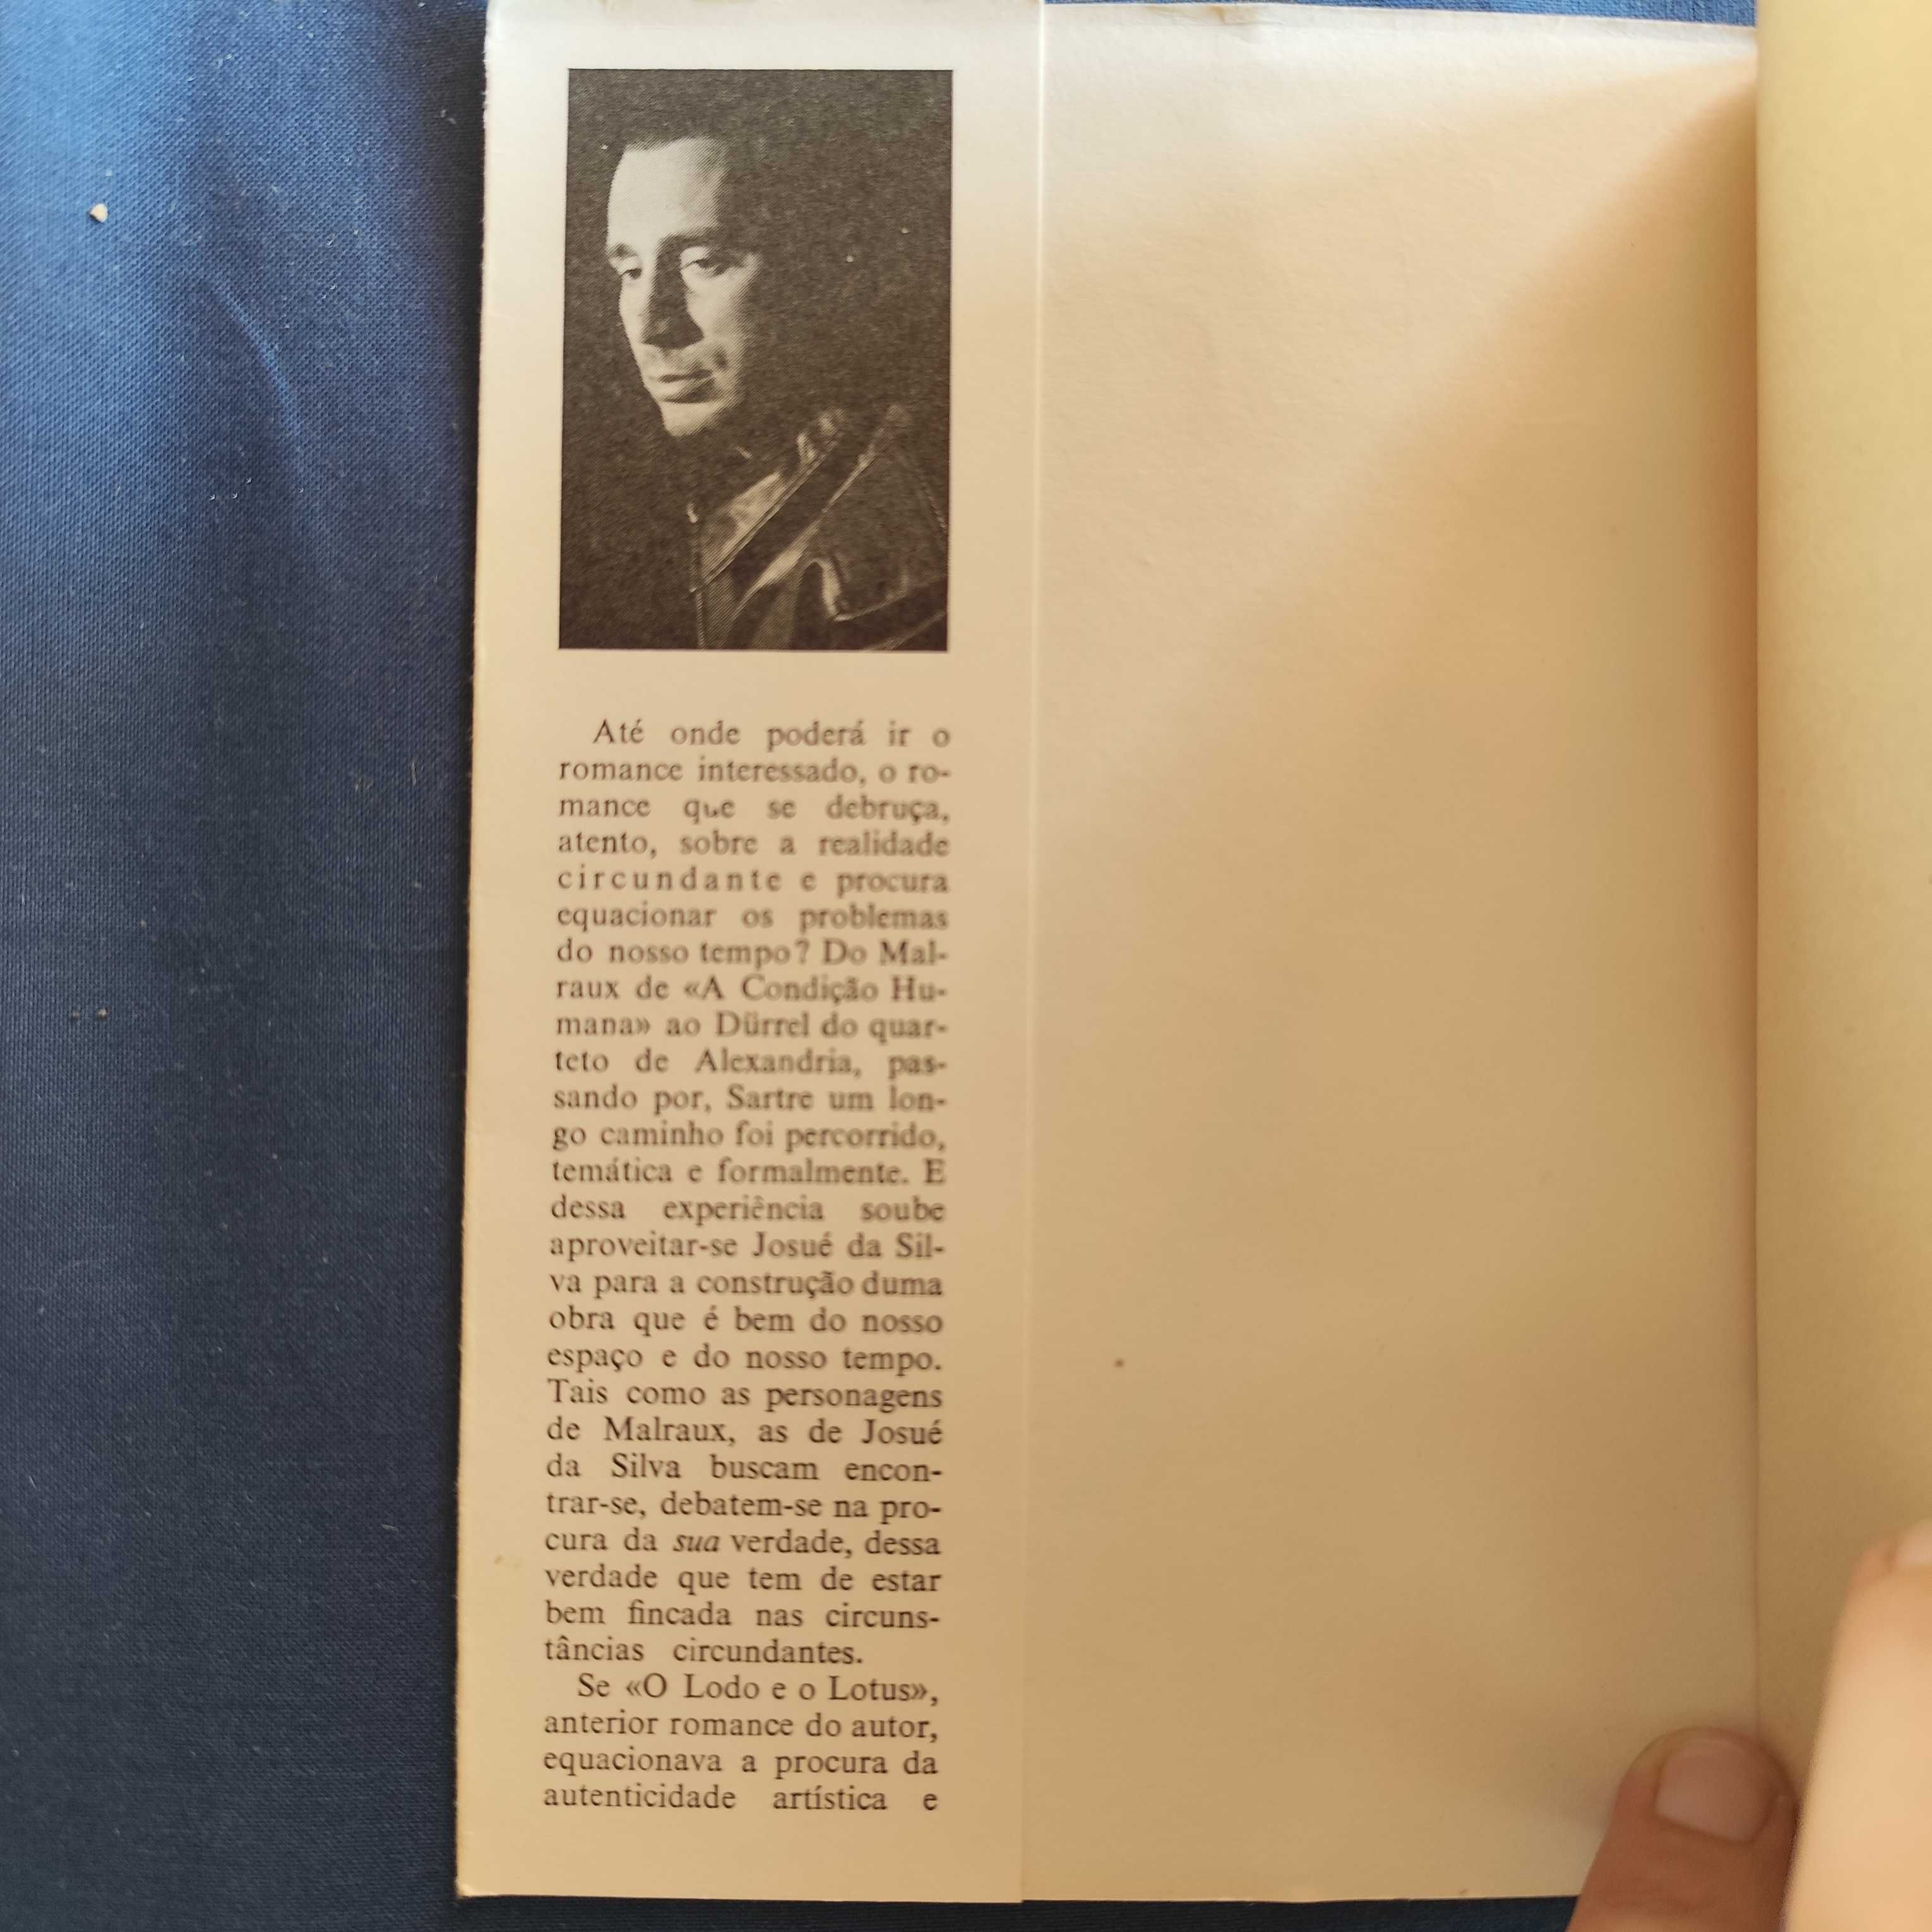 Até onde poderá ir o
romance interessado, o ro-
mance que se debruça,
atento, sobre a realidade
circundante e procura
equacionar os problemas
do nosso tempo? Do Mal-
raux de «A Condição Hu-
mana» ao Dürrel do quar-
teto de Alexandria, pas-
sando por, Sartre um lon-
go caminho foi percorrido,
temática e formalmente. E
dessa experiência soube
aproveitar-se Josué da Sil-
va para a construção duma
obra que é bem do nosso
espaço e do nosso tempo.
Tais como as personagens
de Malraux, as de Josué
da Silva buscam encon-
trar-se, debatem-se na pro-
cura da sua verdade, dessa
verdade que tem de estar
bem fincada nas circuns-
tâncias circundantes.
Se «O Lodo e o Lotus»,
anterior romance do autor,
equacionava a procura da
autenticidade artística e